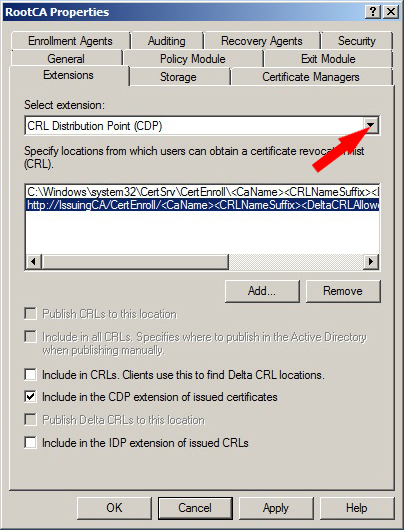 RootCA Properties
Enrollment Agents Auditing Recovery Agents Security
General Policy Module Exit Module
Extensions Storage Certificate Managers
Select extension:
CRL Distribution Point (CDP)
Specify locations from which users can obtain a certificate revocation list
(CRL).
C:\Windows\system32\CertSrv\CertEnroll\<CaName><CRLNameSuffix><
http://IssuingCA/CertEnroll/<CaName><CRLNameSuffix><DeltaCRLAllowe
Add... Remove
Publish CRLs to this location
Include in all CRLs. Specifies where to publish in the Active Directory
when publishing manually.
Include in CRLs. Clients use this to find Delta CRL locations.
Include in the CDP extension of issued certificates
Publish Delta CRLs to this location
Include in the IDP extension of issued CRLs
OK Cancel Apply Help